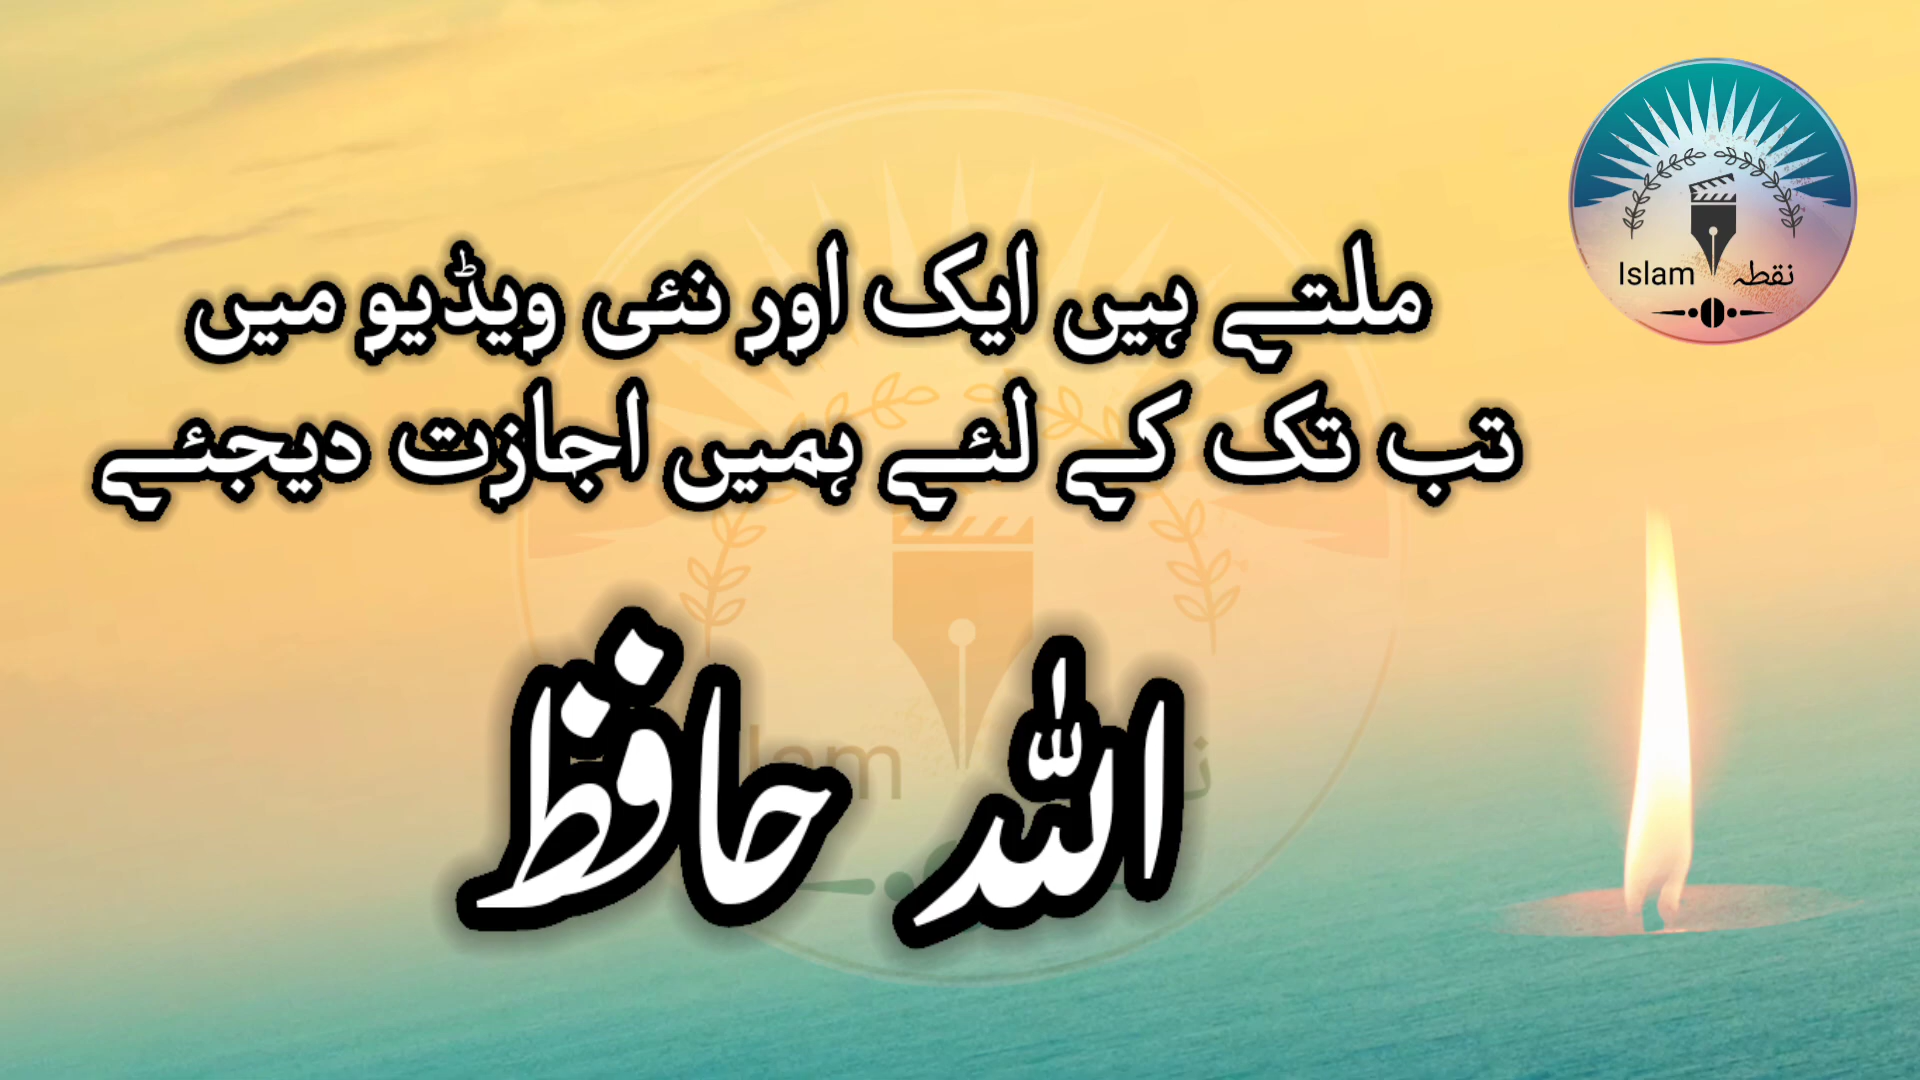 ملتے ہیں ایک اور نئی ویڈیو میں
تب تک کے لئے ہمیں اجازت دیجئے
اللہ حافظ
Islam نقطہ